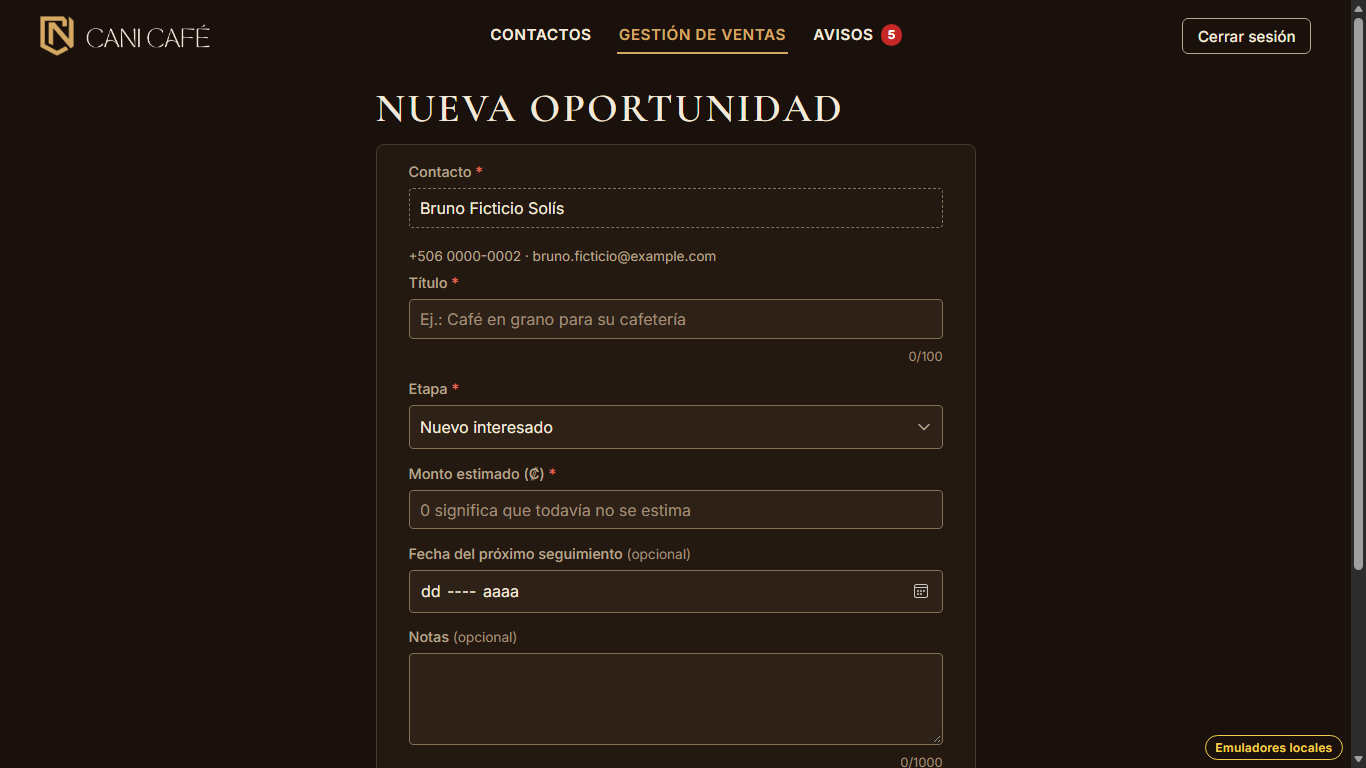 CANI CAFÉ
CONTACTOS GESTIÓN DE VENTAS AVISOS 5
Cerrar sesión
NUEVA OPORTUNIDAD
Contacto *
Bruno Ficticio Solís
+506 0000-0002 · bruno.ficticio@example.com
Título *
Ej.: Café en grano para su cafetería
0/100
Etapa *
Nuevo interesado
Monto estimado (₡) *
0 significa que todavía no se estima
Fecha del próximo seguimiento (opcional)
dd ---- aaaa
Notas (opcional)
0/1000
Emuladores locales